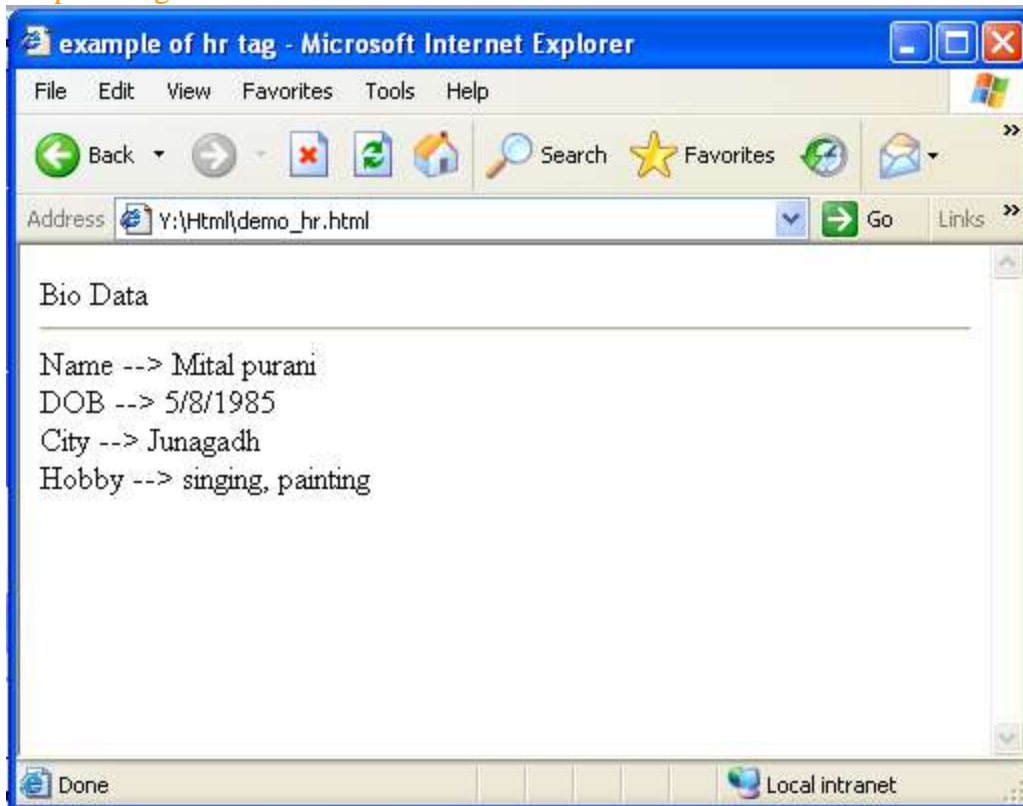 example of hr tag - Microsoft Internet Explorer
File Edit View Favorites Tools Help
Back Search Favorites »
Address Y:\Html\demo_hr.html Go Links »
Bio Data
Name --> Mital purani
DOB --> 5/8/1985
City --> Junagadh
Hobby --> singing, painting
Done Local intranet